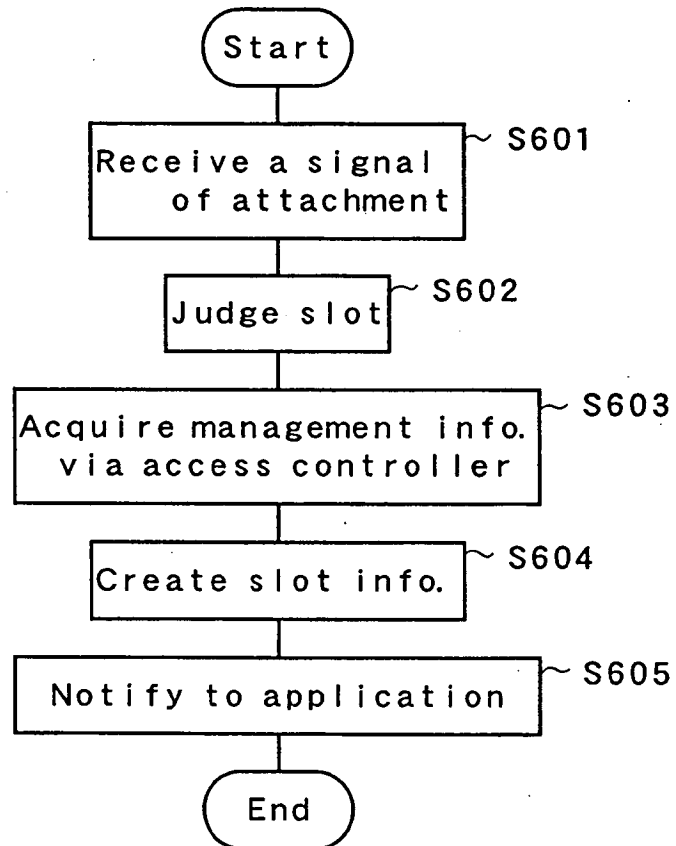 Start
S601
Receive a signal
of attachment
S602
Judge slot
S603
Acquire management info.
via access controller
S604
Create slot info.
S605
Notify to application
End